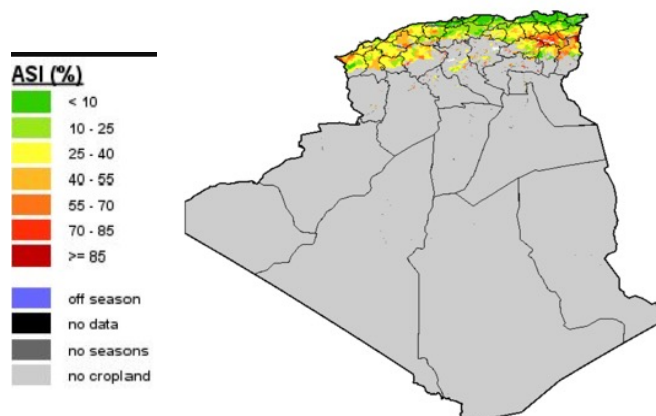 ASI (%)
< 10
10 - 25
25 - 40
40 - 55
55 - 70
70 - 85
>= 85
off season
no data
no seasons
no cropland